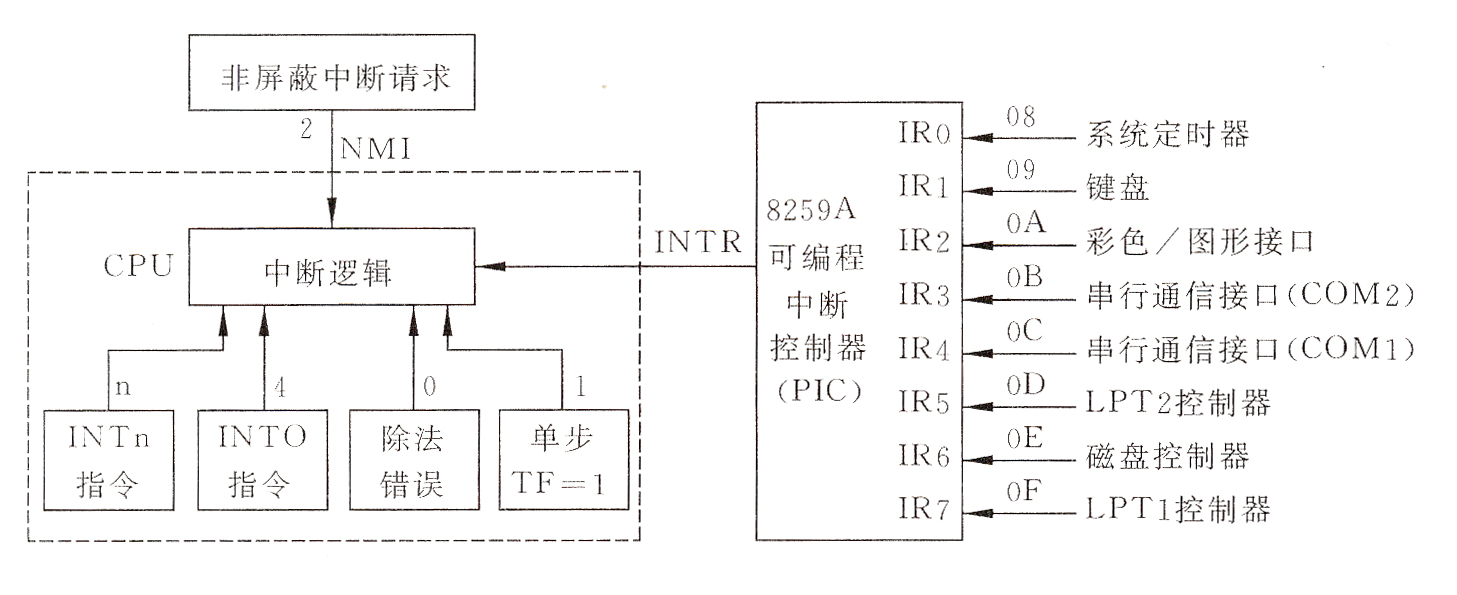 非屏蔽中断请求
2
NMI
CPU
中断逻辑
INTR
n
4
0
1
INTn
指令
INTO
指令
除法
错误
单步
TF=1
8259A
可编程
中断
控制器
(PIC)
IR0 08 系统定时器
IR1 09 键盘
IR2 0A 彩色/图形接口
IR3 0B 串行通信接口(COM2)
IR4 0C 串行通信接口(COM1)
IR5 0D LPT2控制器
IR6 0E 磁盘控制器
IR7 0F LPT1控制器